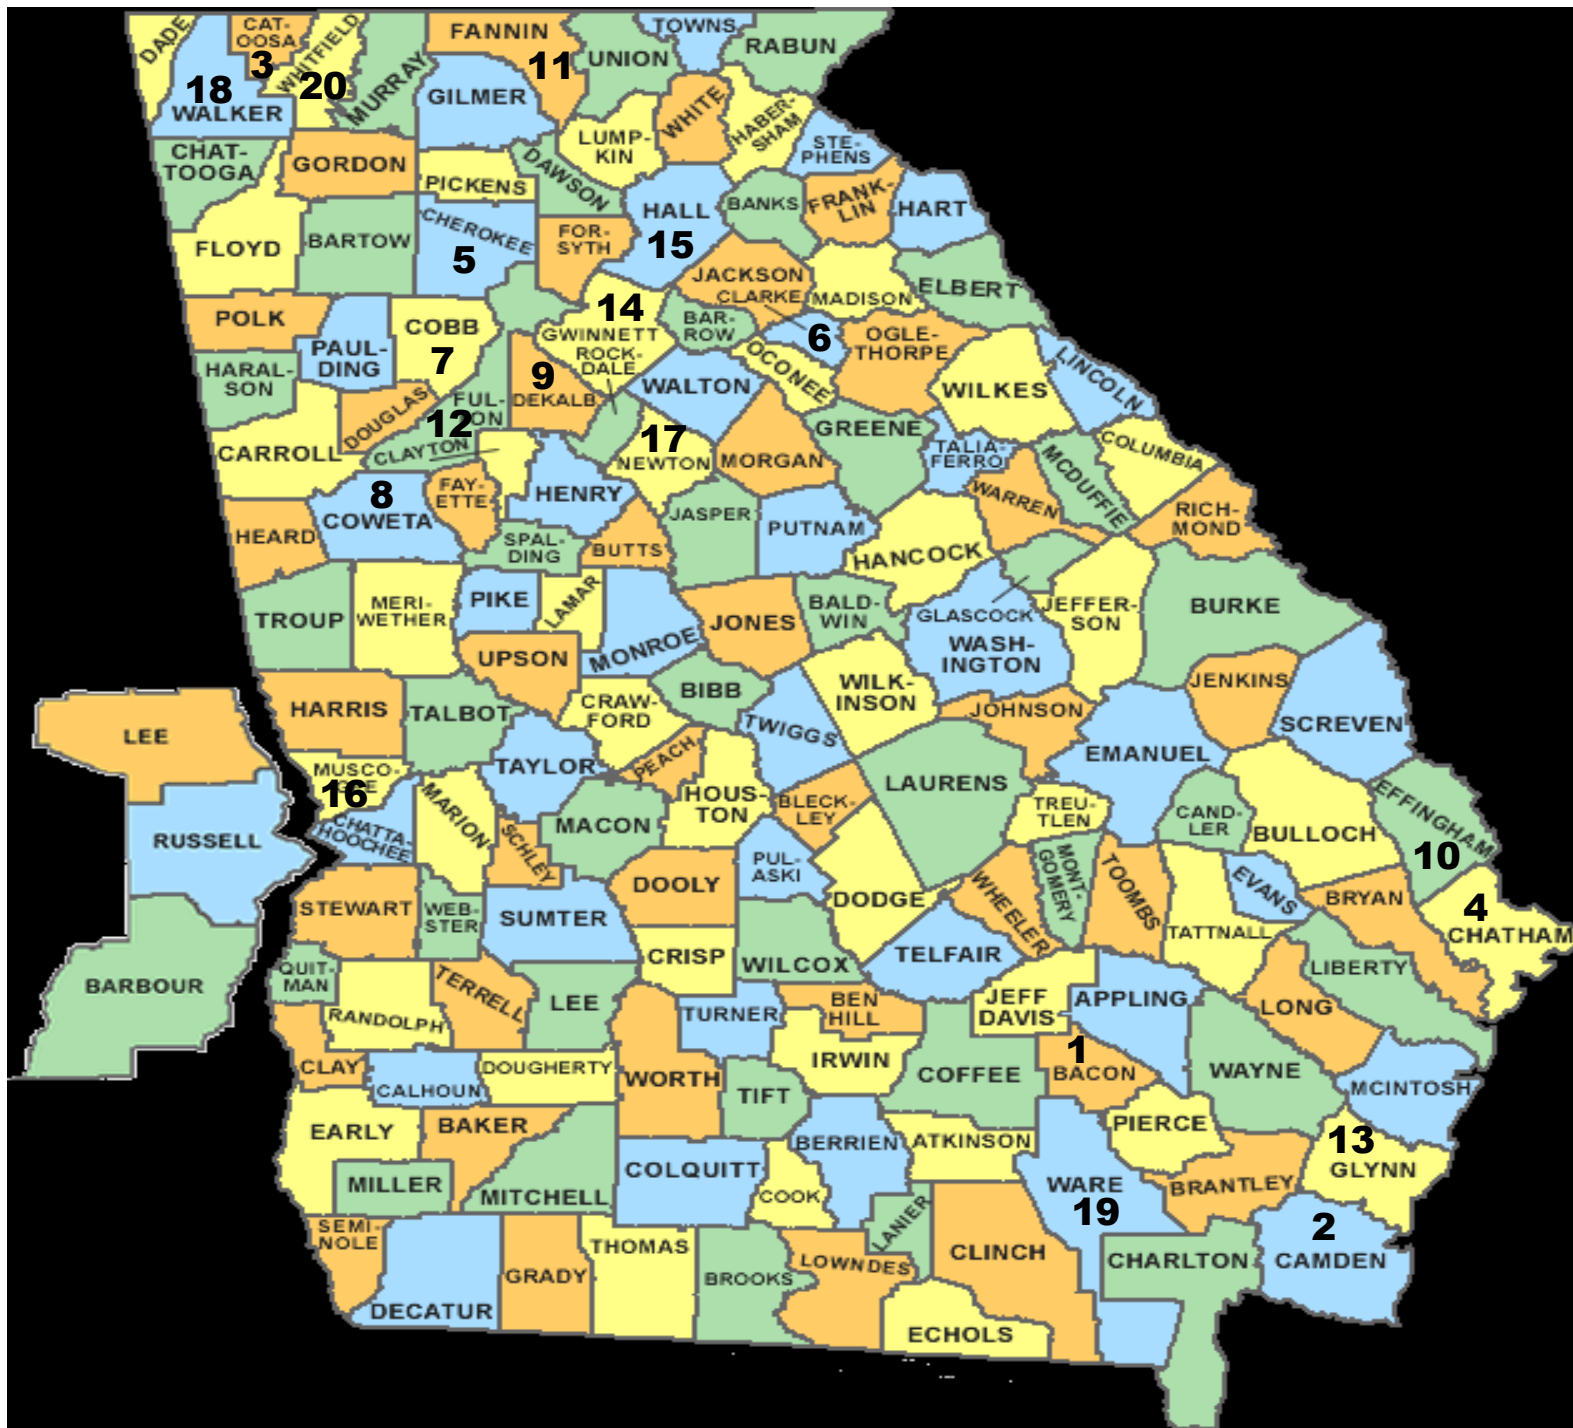 DADE
CAT-
OOSA
3
WHITFIELD
20
MURRAY
FANNIN
11
UNION
TOWNS
RABUN
18
WALKER
GILMER
LUMP-
KIN
WHITE
HABER-
SHAM
STE-
PHENS
CHAT-
TOOGA
GORDON
PICKENS
DAWSON
HALL
15
BANKS
FRANK-
LIN
HART
FLOYD
BARTOW
CHEROKEE
5
FOR-
SYTH
JACKSON
CLARKE
6
MADISON
ELBERT
POLK
PAUL-
DING
COBB
7
14
GWINNETT
ROCK-
DALE
BAR-
ROW
OCONEE
OGLE-
THORPE
WILKES
LINCOLN
HARAL-
SON
DOUGLAS
FUL-
TON
12
9
DEKALB
WALTON
GREENE
CARROLL
CLAYTON
17
NEWTON
MORGAN
TALIA-
FERRO
MCDUFFIE
COLUMBIA
8
COWETA
FAY-
ETTE
HENRY
JASPER
PUTNAM
HANCOCK
WARREN
RICH-
MOND
HEARD
SPAL-
DING
BUTTS
TROUP
MERI-
WETHER
PIKE
LAMAR
MONROE
JONES
BALD-
WIN
GLASCOCK
WASH-
INGTON
JEFFER-
SON
BURKE
UPSON
CRAW-
FORD
BIBB
TWIGGS
WILK-
INSON
JOHNSON
JENKINS
SCREVEN
LEE
HARRIS
TALBOT
TAYLOR
PEACH
HOUS-
TON
BLECK-
LEY
LAURENS
EMANUEL
TREU-
TLEN
CAND-
LER
BULLOCH
EFFINGHAM
10
MUSCO-
GEE
16
RUSSELL
CHATTA-
HOOCHEE
MARION
SCHLEY
MACON
PUL-
ASKI
DODGE
WHEELER
MONT-
GOMERY
TOOMBS
TATTNALL
EVANS
BRYAN
4
CHATHAM
STEWART
WEB-
STER
SUMTER
DOOLY
CRISP
WILCOX
TELFAIR
LIBERTY
BARBOUR
QUIT-
MAN
RANDOLPH
TERRELL
LEE
TURNER
BEN
HILL
JEFF
DAVIS
APPLING
LONG
CLAY
CALHOUN
DOUGHERTY
WORTH
IRWIN
COFFEE
1
BACON
WAYNE
MCINTOSH
TIFT
EARLY
BAKER
BERRIEN
ATKINSON
PIERCE
13
GLYNN
MILLER
MITCHELL
COLQUITT
COOK
WARE
19
BRANTLEY
SEMI-
NOLE
LANIER
2
CAMDEN
DECATUR
GRADY
THOMAS
BROOKS
LOWNDES
CLINCH
CHARLTON
ECHOLS